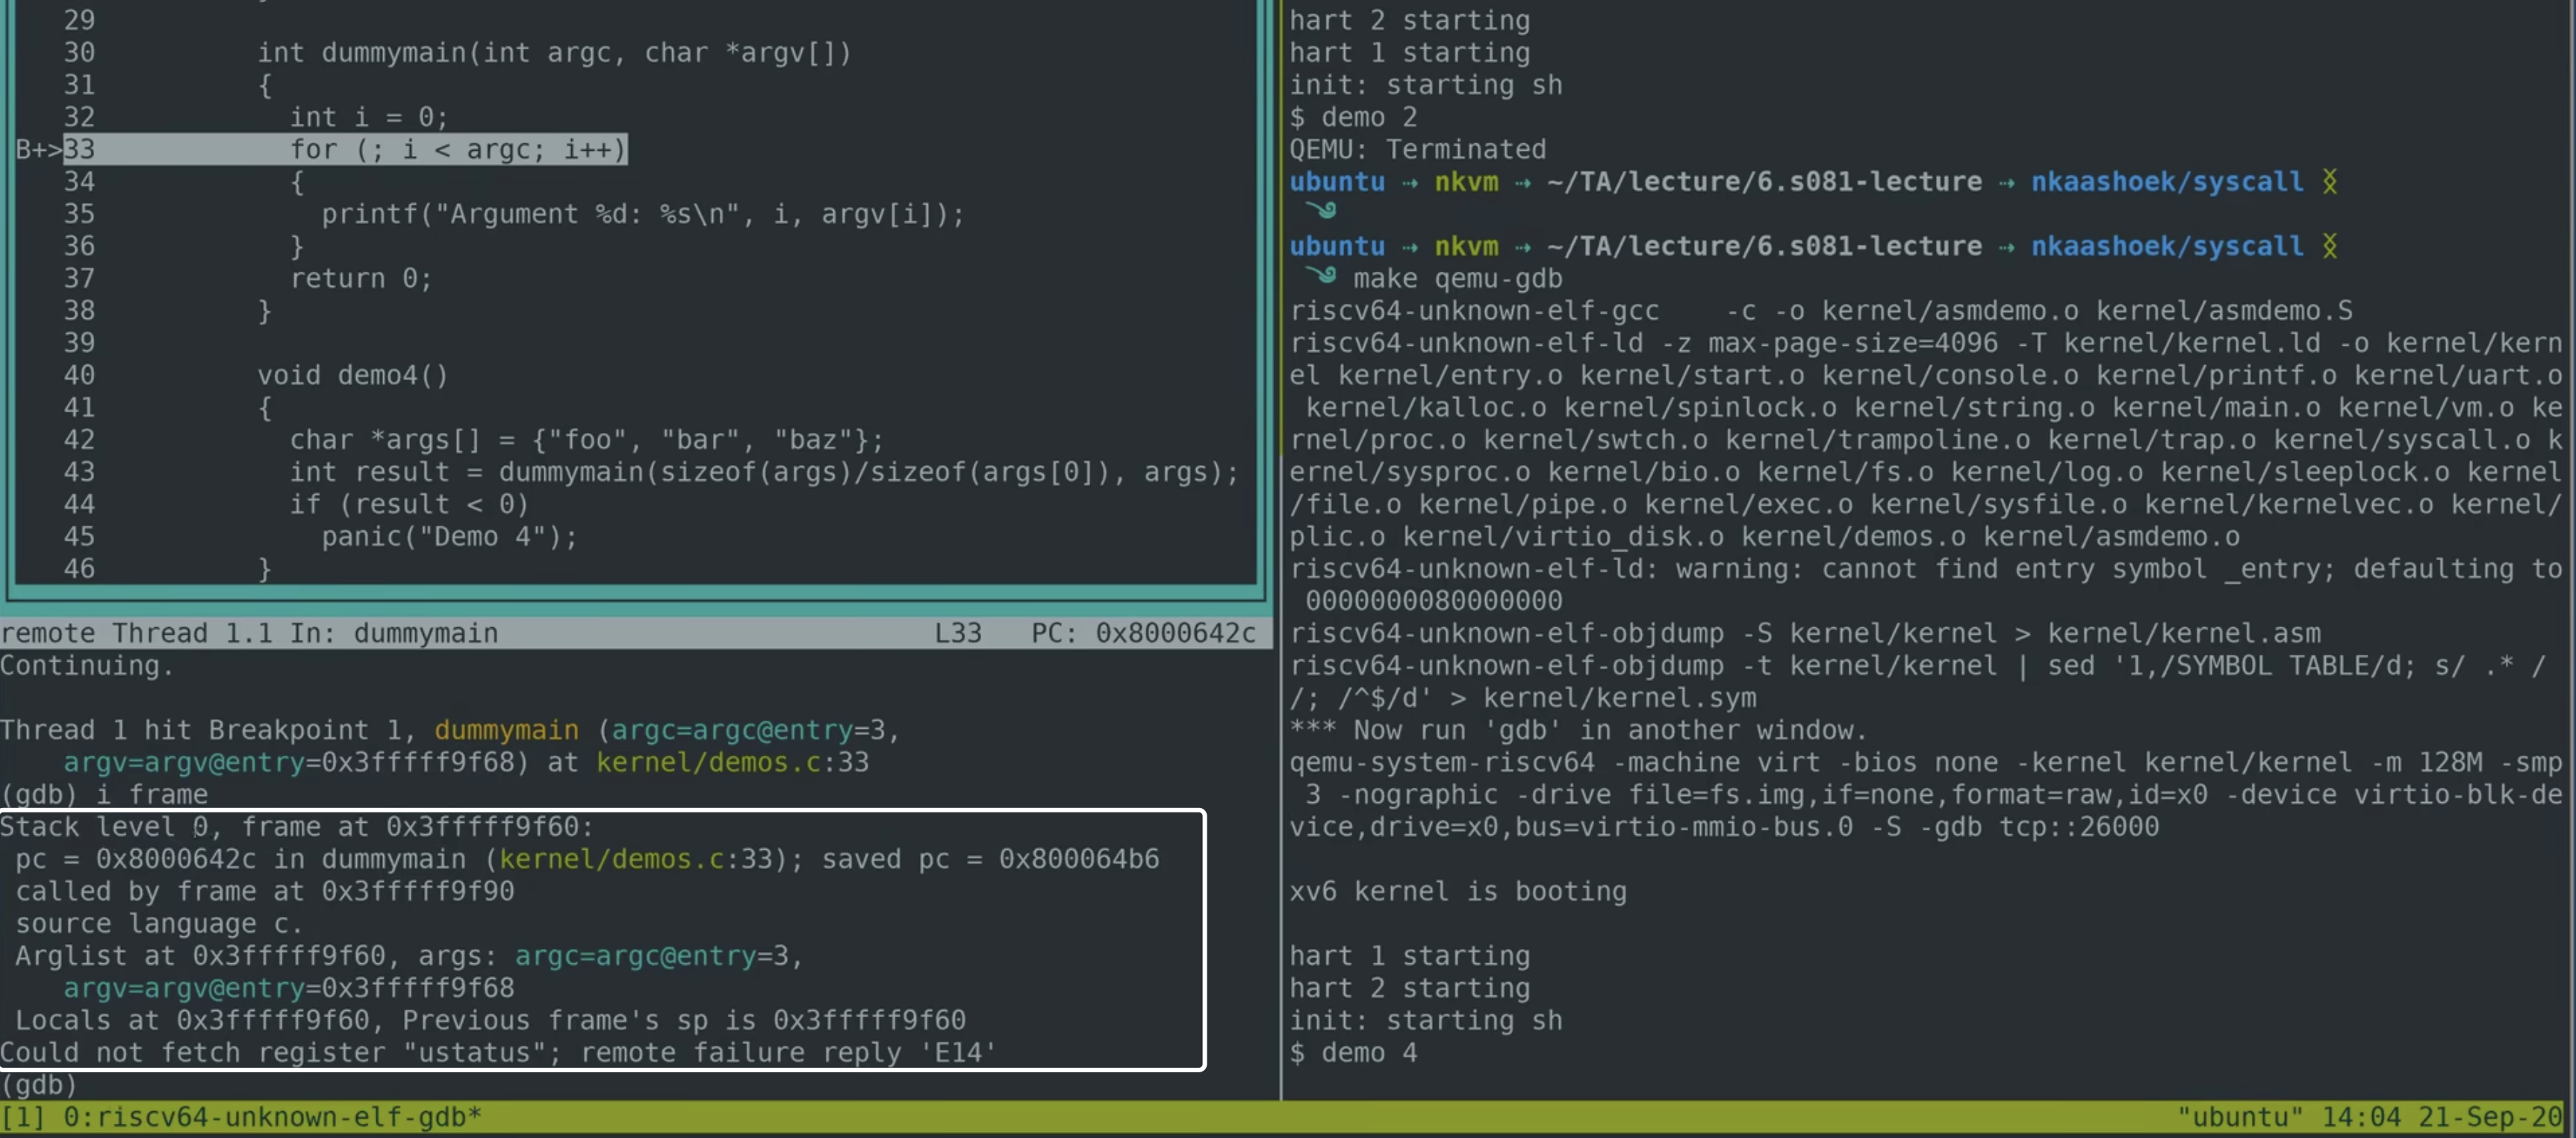 29
30 int dummymain(int argc, char *argv[])
31 {
32 int i = 0;
B+>33 for (; i < argc; i++)
34 {
35 printf("Argument %d: %s\n", i, argv[i]);
36 }
37 return 0;
38 }
39
40 void demo4()
41 {
42 char *args[] = {"foo", "bar", "baz"};
43 int result = dummymain(sizeof(args)/sizeof(args[0]), args);
44 if (result < 0)
45 panic("Demo 4");
46 }
remote Thread 1.1 In: dummymain L33 PC: 0x8000642c
Continuing.
Thread 1 hit Breakpoint 1, dummymain (argc=argc@entry=3,
argv=argv@entry=0x3fffff9f68) at kernel/demos.c:33
(gdb) i frame
Stack level 0, frame at 0x3fffff9f60:
pc = 0x8000642c in dummymain (kernel/demos.c:33); saved pc = 0x800064b6
called by frame at 0x3fffff9f90
source language c.
Arglist at 0x3fffff9f60, args: argc=argc@entry=3,
argv=argv@entry=0x3fffff9f68
Locals at 0x3fffff9f60, Previous frame's sp is 0x3fffff9f60
Could not fetch register "ustatus"; remote failure reply 'E14'
(gdb)
hart 2 starting
hart 1 starting
init: starting sh
$ demo 2
QEMU: Terminated
ubuntu ⇢ nkvm ⇢ ~/TA/lecture/6.s081-lecture ⇢ nkaashoek/syscall
ubuntu ⇢ nkvm ⇢ ~/TA/lecture/6.s081-lecture ⇢ nkaashoek/syscall
make qemu-gdb
riscv64-unknown-elf-gcc    -c -o kernel/asmdemo.o kernel/asmdemo.S
riscv64-unknown-elf-ld -z max-page-size=4096 -T kernel/kernel.ld -o kernel/kern
el kernel/entry.o kernel/start.o kernel/console.o kernel/printf.o kernel/uart.o
kernel/kalloc.o kernel/spinlock.o kernel/string.o kernel/main.o kernel/vm.o ke
rnel/proc.o kernel/swtch.o kernel/trampoline.o kernel/trap.o kernel/syscall.o k
ernel/sysproc.o kernel/bio.o kernel/fs.o kernel/log.o kernel/sleeplock.o kernel
/file.o kernel/pipe.o kernel/exec.o kernel/sysfile.o kernel/kernelvec.o kernel/
plic.o kernel/virtio_disk.o kernel/demos.o kernel/asmdemo.o
riscv64-unknown-elf-ld: warning: cannot find entry symbol _entry; defaulting to
0000000080000000
riscv64-unknown-elf-objdump -S kernel/kernel > kernel/kernel.asm
riscv64-unknown-elf-objdump -t kernel/kernel | sed '1,/SYMBOL TABLE/d; s/ .* /
/; /^$/d' > kernel/kernel.sym
*** Now run 'gdb' in another window.
qemu-system-riscv64 -machine virt -bios none -kernel kernel/kernel -m 128M -smp
3 -nographic -drive file=fs.img,if=none,format=raw,id=x0 -device virtio-blk-de
vice,drive=x0,bus=virtio-mmio-bus.0 -S -gdb tcp::26000
xv6 kernel is booting
hart 1 starting
hart 2 starting
init: starting sh
$ demo 4
[1] 0:riscv64-unknown-elf-gdb* "ubuntu" 14:04 21-Sep-20